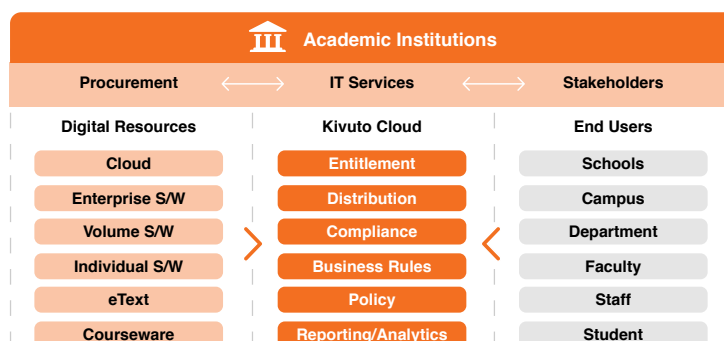 Academic Institutions
Procurement IT Services Stakeholders
Digital Resources Kivuto Cloud End Users
Cloud Entitlement Schools
Enterprise S/W Distribution Campus
Volume S/W Compliance Department
Individual S/W Business Rules Faculty
eText Policy Staff
Courseware Reporting/Analytics Student